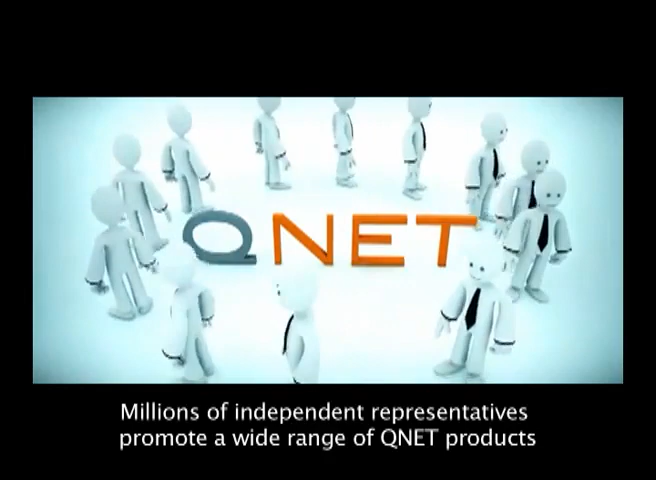 QNET
Millions of independent representatives
promote a wide range of QNET products